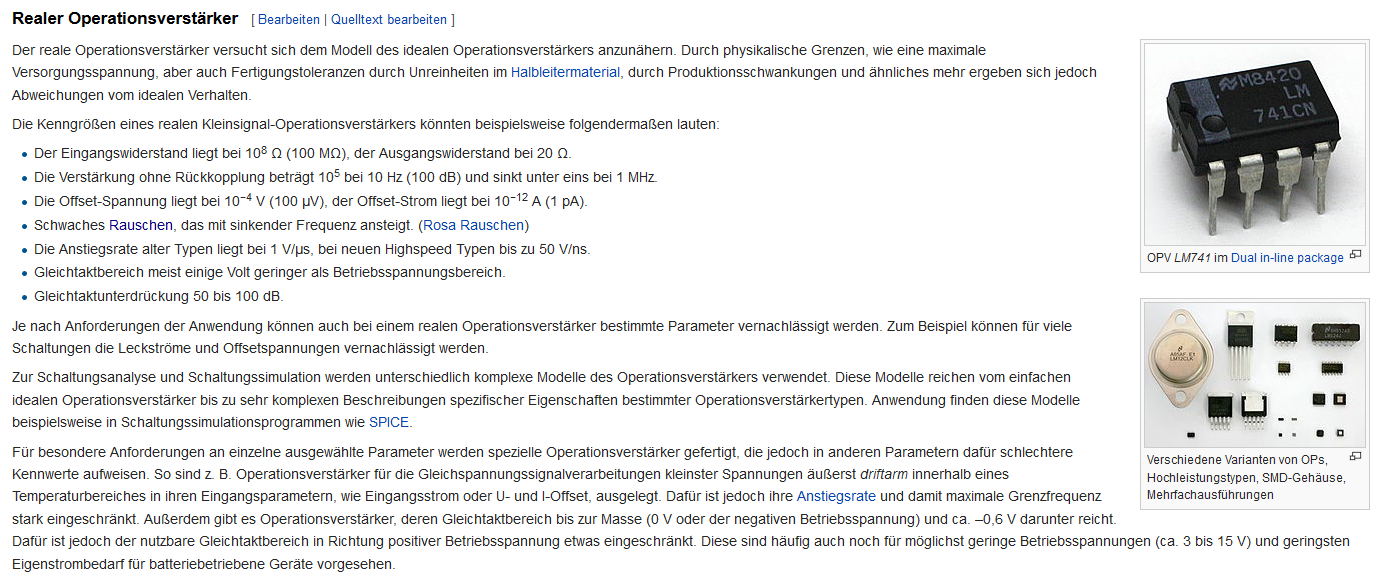 Realer Operationsverstärker [ Bearbeiten | Quelltext bearbeiten ]
Der reale Operationsverstärker versucht sich dem Modell des idealen Operationsverstärkers anzunähern. Durch physikalische Grenzen, wie eine maximale
Versorgungsspannung, aber auch Fertigungstoleranzen durch Unreinheiten im Halbleitermaterial, durch Produktionsschwankungen und ähnliches mehr ergeben sich jedoch
Abweichungen vom idealen Verhalten.
Die Kenngrößen eines realen Kleinsignal-Operationsverstärkers könnten beispielsweise folgendermaßen lauten:
• Der Eingangswiderstand liegt bei 10⁸ Ω (100 MΩ), der Ausgangswiderstand bei 20 Ω.
• Die Verstärkung ohne Rückkopplung beträgt 10⁵ bei 10 Hz (100 dB) und sinkt unter eins bei 1 MHz.
• Die Offset-Spannung liegt bei 10⁻⁴ V (100 µV), der Offset-Strom liegt bei 10⁻¹² A (1 pA).
• Schwaches Rauschen, das mit sinkender Frequenz ansteigt. (Rosa Rauschen)
• Die Anstiegsrate alter Typen liegt bei 1 V/µs, bei neuen Highspeed Typen bis zu 50 V/ns.
• Gleichtaktbereich meist einige Volt geringer als Betriebsspannungsbereich.
• Gleichtaktunterdrückung 50 bis 100 dB.
Je nach Anforderungen der Anwendung können auch bei einem realen Operationsverstärker bestimmte Parameter vernachlässigt werden. Zum Beispiel können für viele
Schaltungen die Leckströme und Offsetspannungen vernachlässigt werden.
Zur Schaltungsanalyse und Schaltungssimulation werden unterschiedlich komplexe Modelle des Operationsverstärkers verwendet. Diese Modelle reichen vom einfachen
idealen Operationsverstärker bis zu sehr komplexen Beschreibungen spezifischer Eigenschaften bestimmter Operationsverstärkertypen. Anwendung finden diese Modelle
beispielsweise in Schaltungssimulationsprogrammen wie SPICE.
Für besondere Anforderungen an einzelne ausgewählte Parameter werden spezielle Operationsverstärker gefertigt, die jedoch in anderen Parametern dafür schlechtere
Kennwerte aufweisen. So sind z. B. Operationsverstärker für die Gleichspannungssignalverarbeitungen kleinster Spannungen äußerst driftarm innerhalb eines
Temperaturbereiches in ihren Eingangsparametern, wie Eingangsstrom oder U- und I-Offset, ausgelegt. Dafür ist jedoch ihre Anstiegsrate und damit maximale Grenzfrequenz
stark eingeschränkt. Außerdem gibt es Operationsverstärker, deren Gleichtaktbereich bis zur Masse (0 V oder der negativen Betriebsspannung) und ca. –0,6 V darunter reicht.
Dafür ist jedoch der nutzbare Gleichtaktbereich in Richtung positiver Betriebsspannung etwas eingeschränkt. Diese sind häufig auch noch für möglichst geringe Betriebsspannungen (ca. 3 bis 15 V) und geringsten
Eigenstrombedarf für batteriebetriebene Geräte vorgesehen.
M8420
LM
741CN
OPV LM741 im Dual in-line package
LM12CLK
Verschiedene Varianten von OPs,
Hochleistungstypen, SMD-Gehäuse,
Mehrfachausführungen